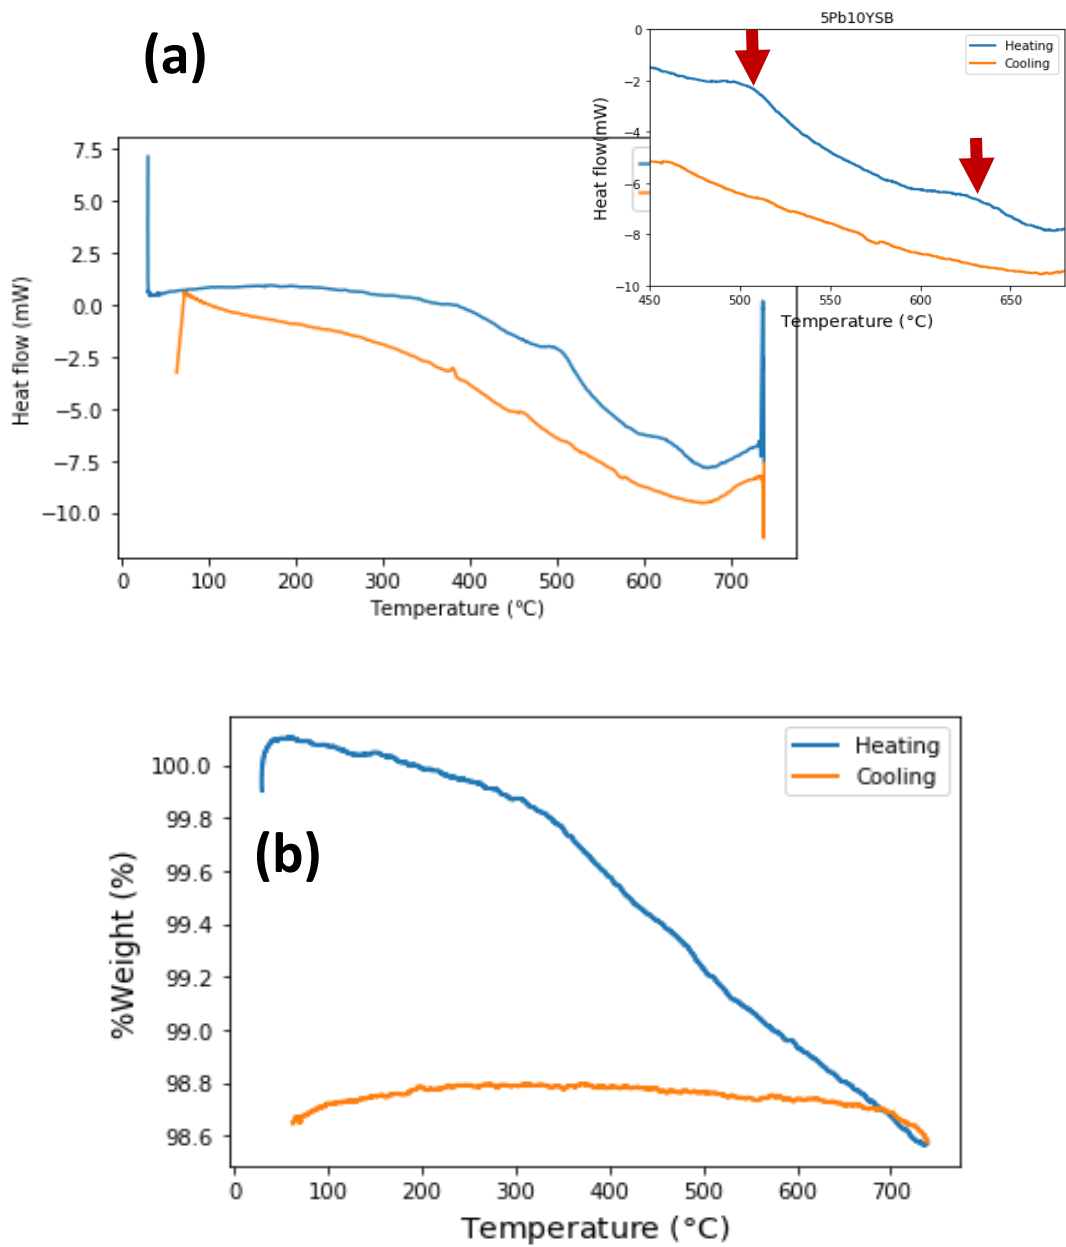 (a)
5Pb10YSB
Heating
Cooling
0
−2
−4
−6
−8
−10
Heat flow(mW)
450 500 550 600 650
Temperature (°C)
7.5
5.0
2.5
0.0
−2.5
−5.0
−7.5
−10.0
Heat flow (mW)
0 100 200 300 400 500 600 700
Temperature (°C)
Heating
Cooling
100.0
99.8
99.6
99.4
99.2
99.0
98.8
98.6
(b)
%Weight (%)
0 100 200 300 400 500 600 700
Temperature (°C)